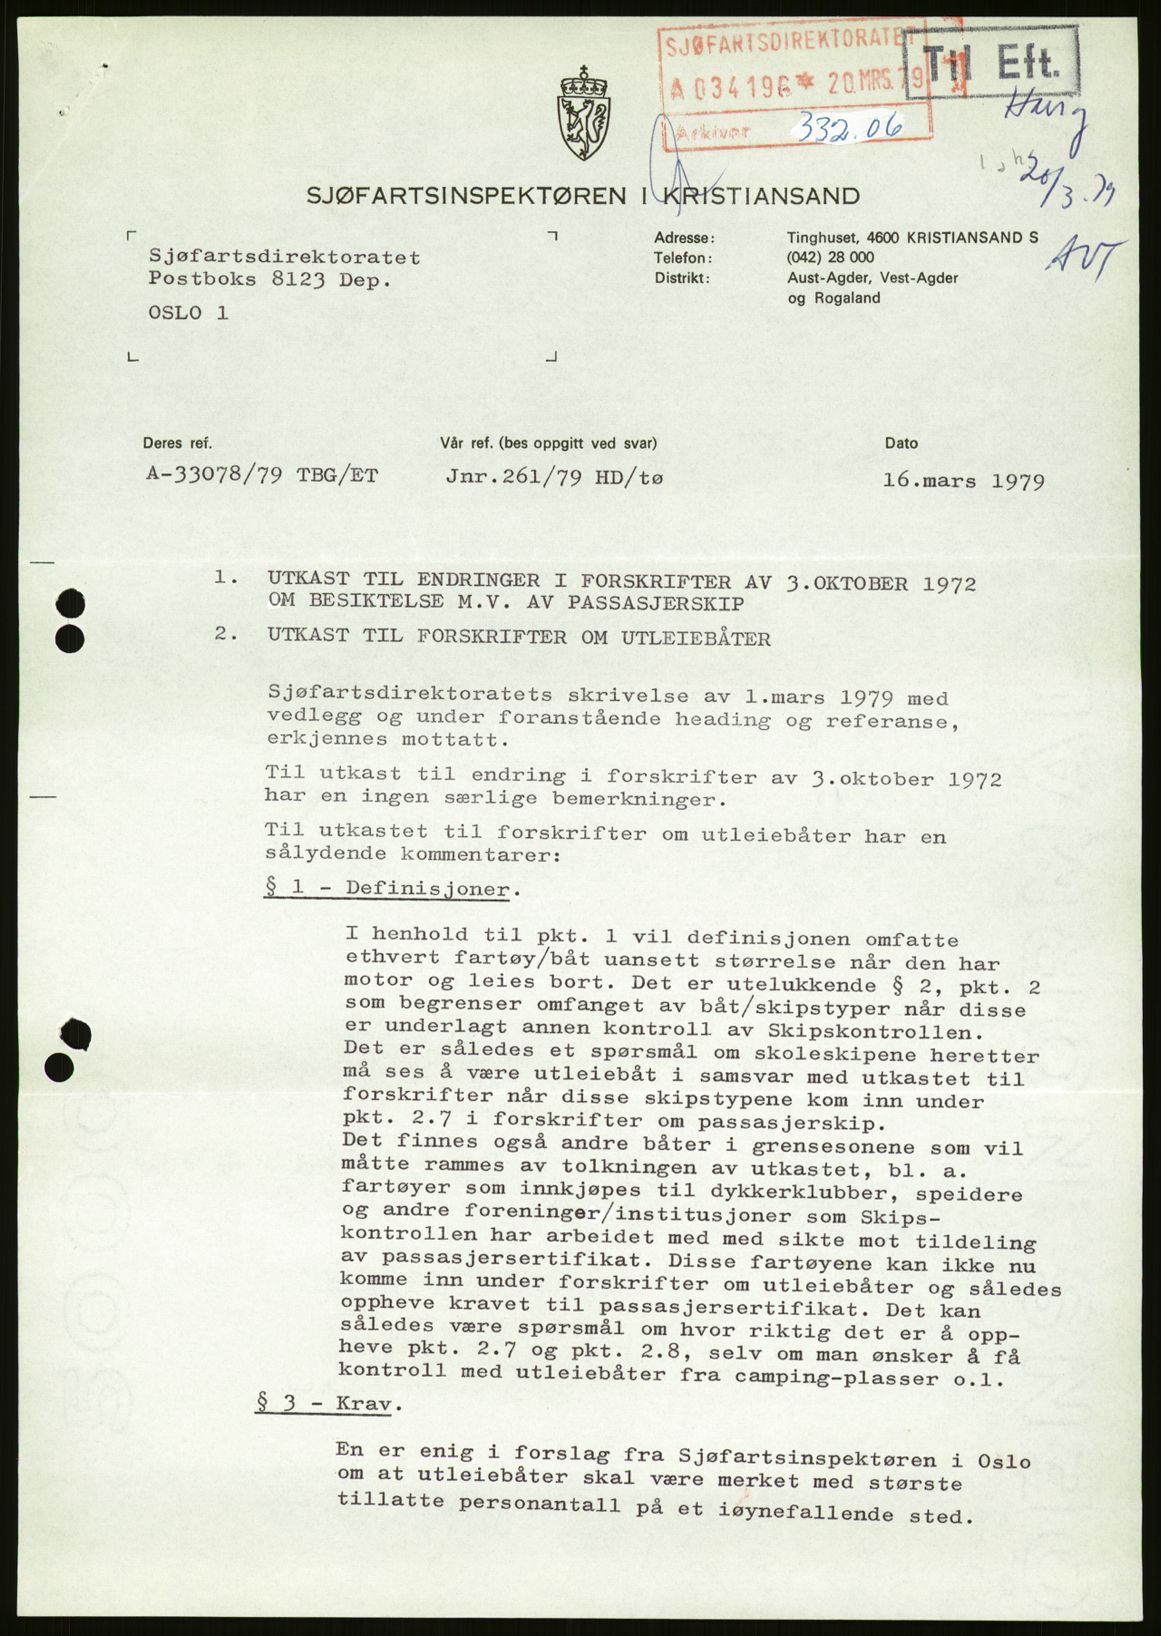 SJØFARTSDIREKTORATET
Til Eft.
A 034196* 20 MRS. 79
Arkivnr 332.06
20/3.79
AVT
SJØFARTSINSPEKTØREN I KRISTIANSAND
Sjøfartsdirektoratet
Postboks 8123 Dep.
OSLO 1
Adresse: Tinghuset, 4600 KRISTIANSAND S
Telefon: (042) 28 000
Distrikt: Aust-Agder, Vest-Agder
og Rogaland
Deres ref. Vår ref. (bes oppgitt ved svar) Dato
A-33078/79 TBG/ET Jnr.261/79 HD/tø 16.mars 1979
1. UTKAST TIL ENDRINGER I FORSKRIFTER AV 3.OKTOBER 1972
OM BESIKTELSE M.V. AV PASSASJERSKIP
2. UTKAST TIL FORSKRIFTER OM UTLEIEBÅTER
Sjøfartsdirektoratets skrivelse av 1.mars 1979 med
vedlegg og under foranstående heading og referanse,
erkjennes mottatt.
Til utkast til endring i forskrifter av 3.oktober 1972
har en ingen særlige bemerkninger.
Til utkastet til forskrifter om utleiebåter har en
sålydende kommentarer:
§ 1 - Definisjoner.
I henhold til pkt. 1 vil definisjonen omfatte
ethvert fartøy/båt uansett størrelse når den har
motor og leies bort. Det er utelukkende § 2, pkt. 2
som begrenser omfanget av båt/skipstyper når disse
er underlagt annen kontroll av Skipskontrollen.
Det er således et spørsmål om skoleskipene heretter
må ses å være utleiebåt i samsvar med utkastet til
forskrifter når disse skipstypene kom inn under
pkt. 2.7 i forskrifter om passasjerskip.
Det finnes også andre båter i grensesonene som vil
måtte rammes av tolkningen av utkastet, bl. a.
fartøyer som innkjøpes til dykkerklubber, speidere
og andre foreninger/institusjoner som Skips-
kontrollen har arbeidet med med sikte mot tildeling
av passasjersertifikat. Disse fartøyene kan ikke nu
komme inn under forskrifter om utleiebåter og således
oppheve kravet til passasjersertifikat. Det kan
således være spørsmål om hvor riktig det er å opp-
heve pkt. 2.7 og pkt. 2.8, selv om man ønsker å få
kontroll med utleiebåter fra camping-plasser o.l.
§ 3 - Krav.
En er enig i forslag fra Sjøfartsinspektøren i Oslo
om at utleiebåter skal være merket med største
tillatte personantall på et iøynefallende sted.